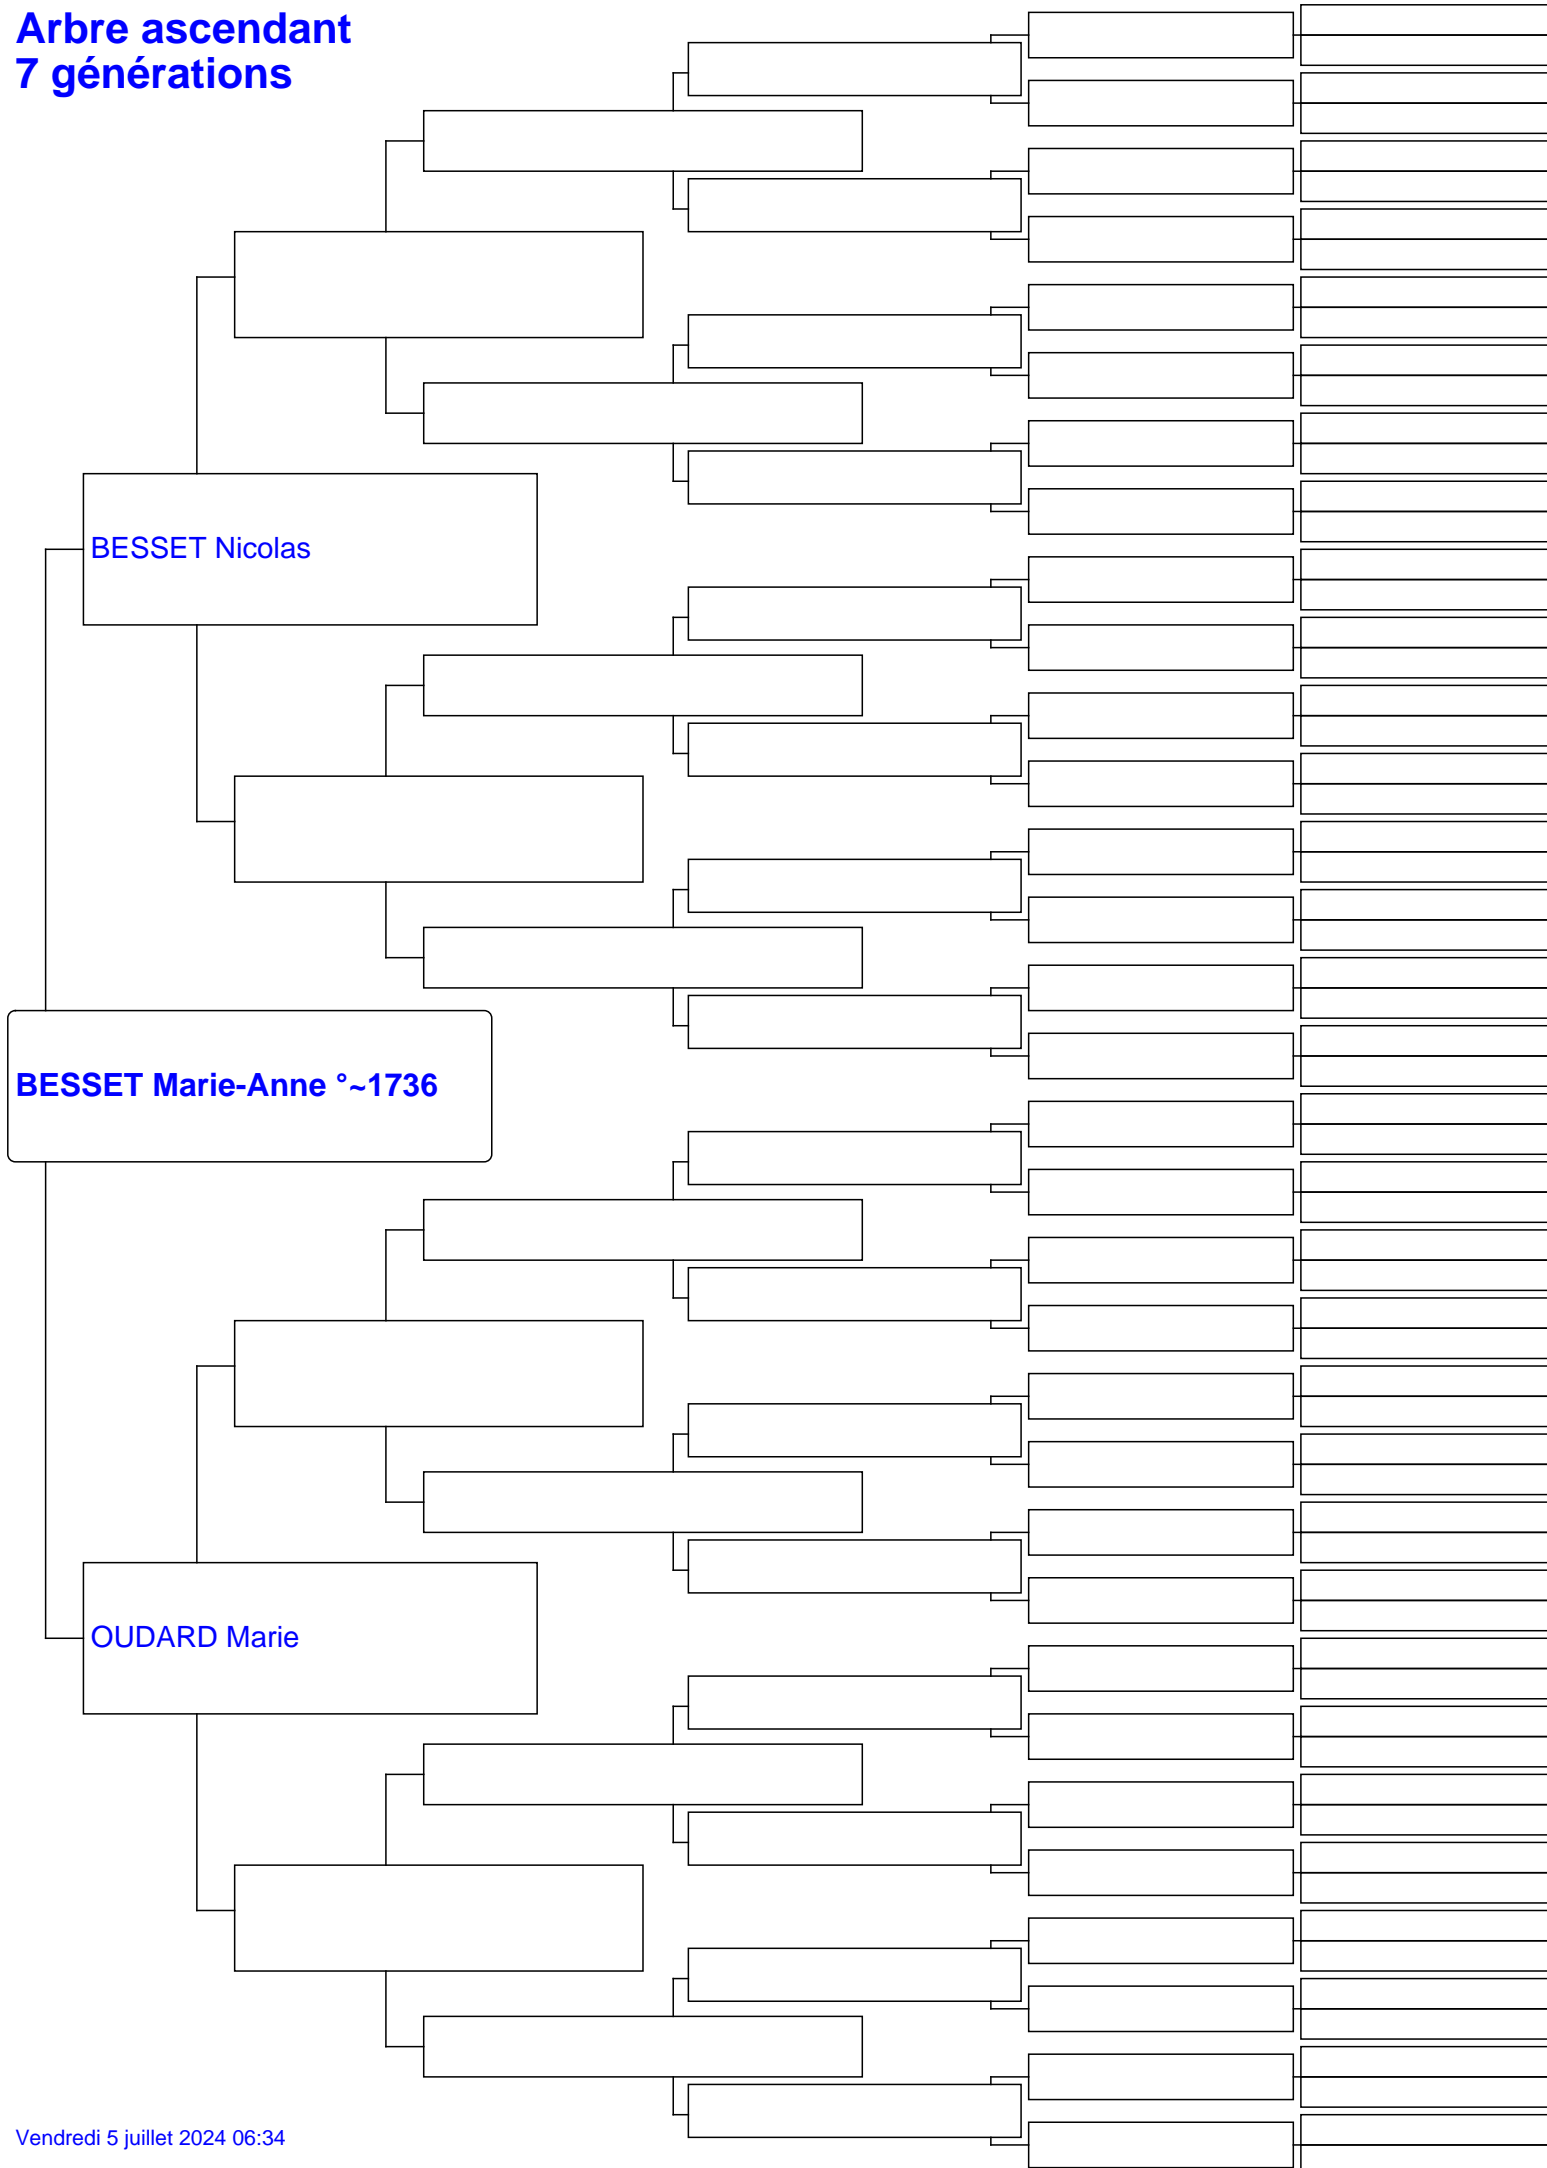 Arbre ascendant
7 générations
BESSET Nicolas
BESSET Marie-Anne °~1736
OUDARD Marie
Vendredi 5 juillet 2024 06:34